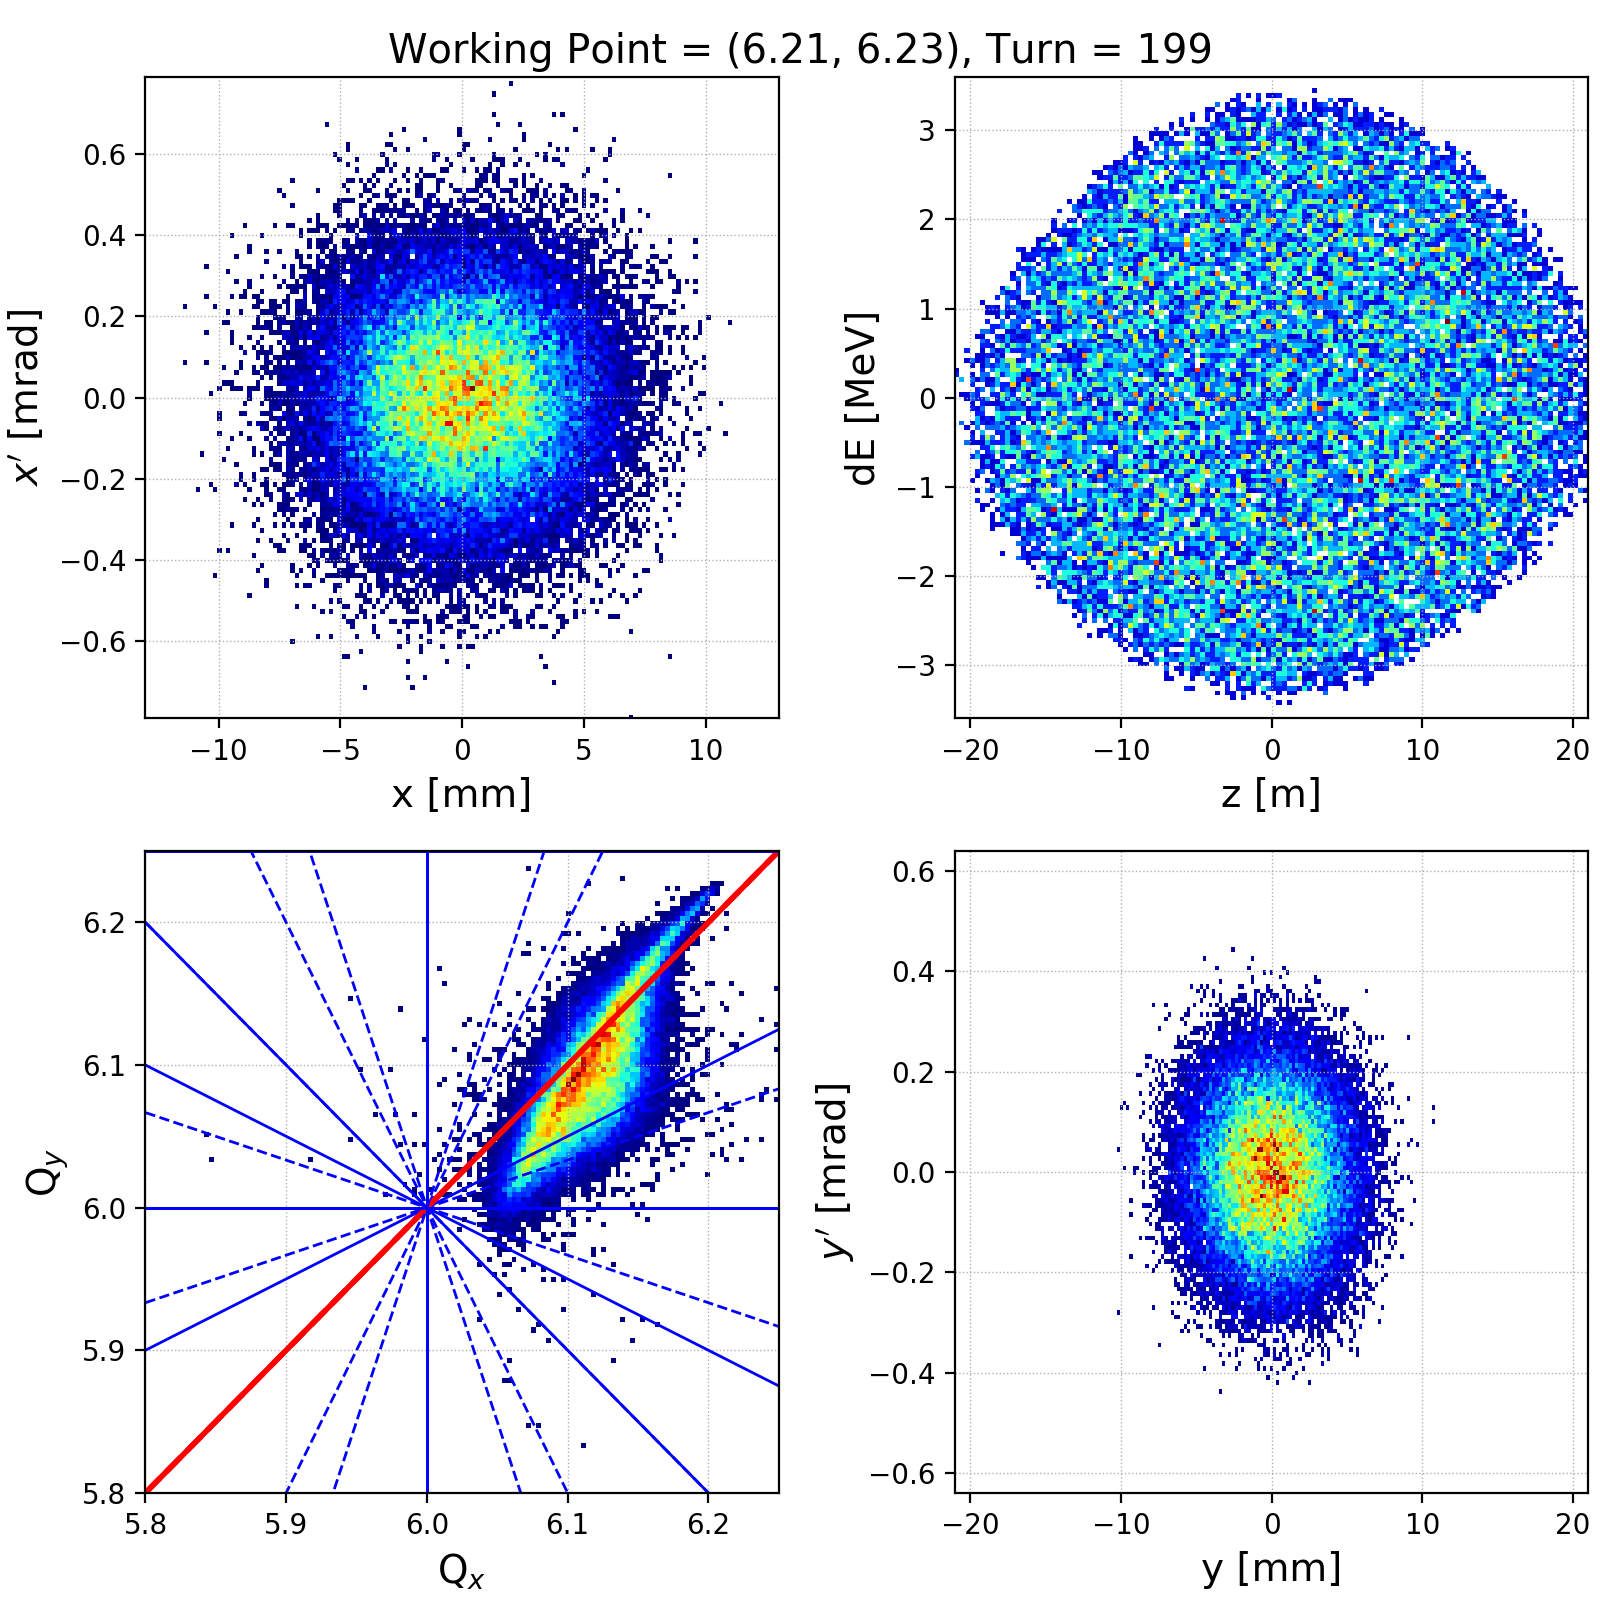 Working Point = (6.21, 6.23), Turn = 199
0.6
0.4
0.2
0.0
−0.2
−0.4
−0.6
x′ [mrad]
−10 −5 0 5 10
x [mm]
3
2
1
0
−1
−2
−3
dE [MeV]
−20 −10 0 10 20
z [m]
6.2
6.1
6.0
5.9
5.8
Qy
5.8 5.9 6.0 6.1 6.2
Qx
0.6
0.4
0.2
0.0
−0.2
−0.4
−0.6
y′ [mrad]
−20 −10 0 10 20
y [mm]